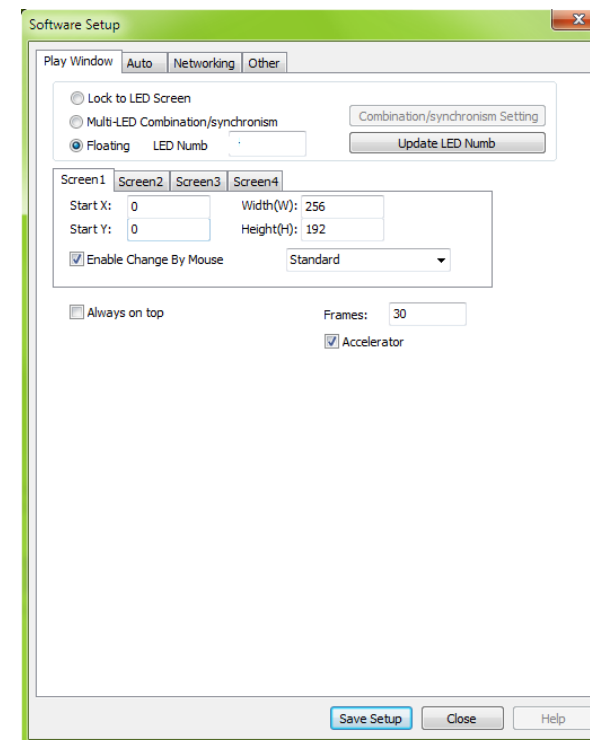 Software Setup
Play Window Auto Networking Other
Lock to LED Screen
Multi-LED Combination/synchronism Combination/synchronism Setting
Floating LED Numb Update LED Numb
Screen1 Screen2 Screen3 Screen4
Start X: 0 Width(W): 256
Start Y: 0 Height(H): 192
Enable Change By Mouse Standard
Always on top Frames: 30
Accelerator
Save Setup Close Help